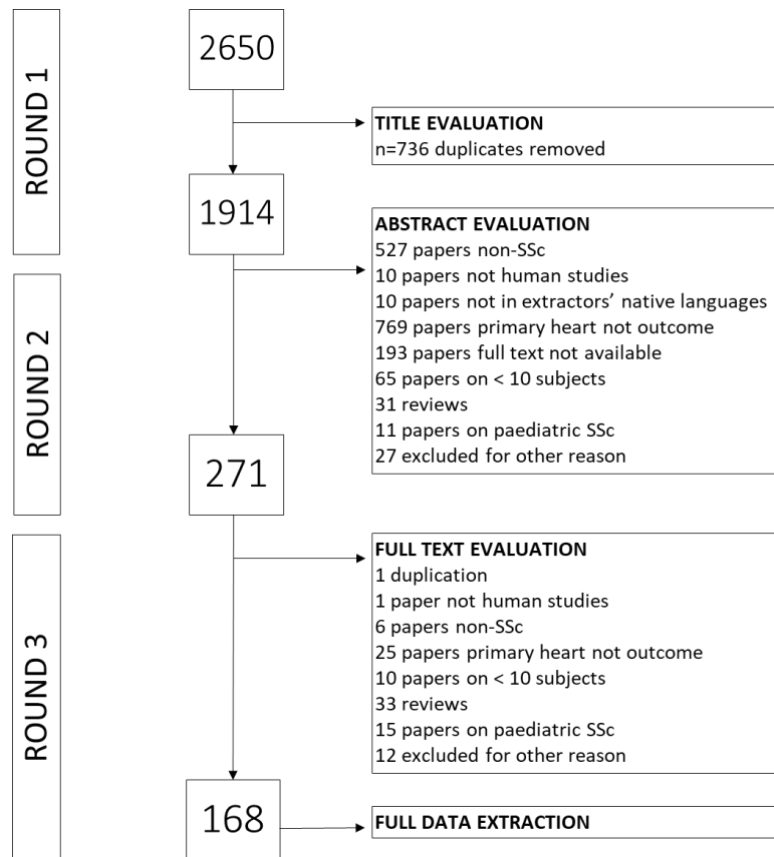 ROUND 1
2650
TITLE EVALUATION
n=736 duplicates removed
1914
ABSTRACT EVALUATION
527 papers non-SSc
10 papers not human studies
10 papers not in extractors’ native languages
769 papers primary heart not outcome
193 papers full text not available
65 papers on < 10 subjects
31 reviews
11 papers on paediatric SSc
27 excluded for other reason
ROUND 2
271
FULL TEXT EVALUATION
1 duplication
1 paper not human studies
6 papers non-SSc
25 papers primary heart not outcome
10 papers on < 10 subjects
33 reviews
15 papers on paediatric SSc
12 excluded for other reason
ROUND 3
168
FULL DATA EXTRACTION